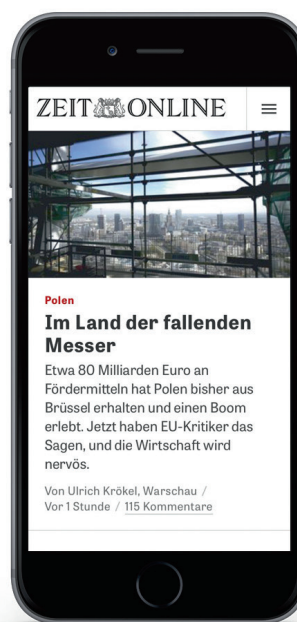 ZEIT ONLINE
Polen
Im Land der fallenden
Messer
Etwa 80 Milliarden Euro an
Fördermitteln hat Polen bisher aus
Brüssel erhalten und einen Boom
erlebt. Jetzt haben EU-Kritiker das
Sagen, und die Wirtschaft wird
nervös.
Von Ulrich Krökel, Warschau /
Vor 1 Stunde / 115 Kommentare